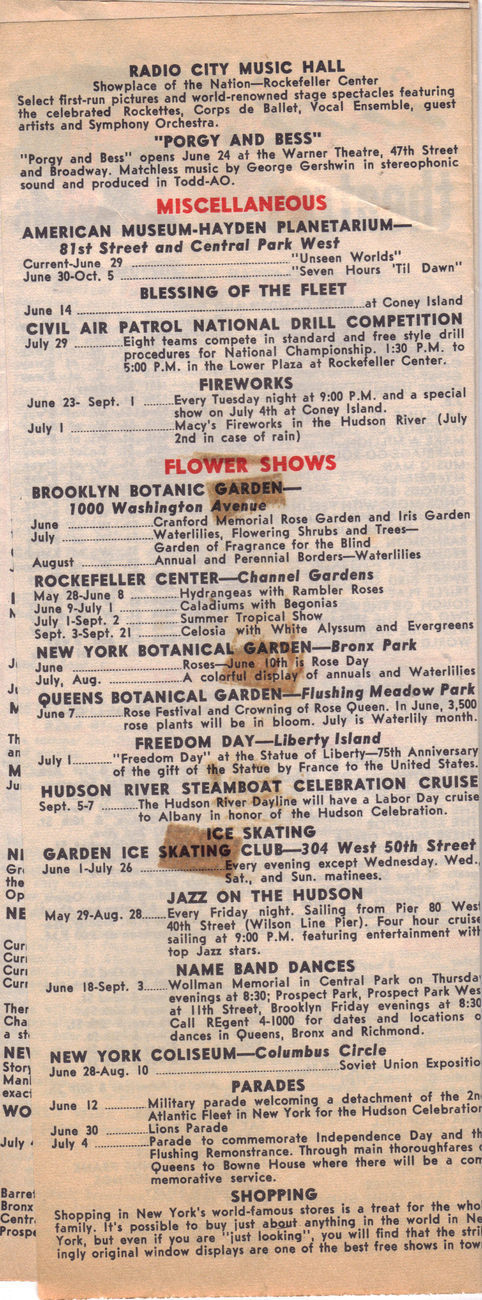 RADIO CITY MUSIC HALL
Showplace of the Nation—Rockefeller Center
Select first-run pictures and world-renowned stage spectacles featuring
the celebrated Rockettes, Corps de Ballet, Vocal Ensemble, guest
artists and Symphony Orchestra.
"PORGY AND BESS"
"Porgy and Bess" opens June 24 at the Warner Theatre, 47th Street
and Broadway. Matchless music by George Gershwin in stereophonic
sound and produced in Todd-AO.
MISCELLANEOUS
AMERICAN MUSEUM-HAYDEN PLANETARIUM—
81st Street and Central Park West
Current-June 29 ..............................."Unseen Worlds"
June 30-Oct. 5 ................................"Seven Hours 'Til Dawn"
BLESSING OF THE FLEET
June 14 ...............................................at Coney Island
CIVIL AIR PATROL NATIONAL DRILL COMPETITION
July 29 ..........Eight teams compete in standard and free style drill
procedures for National Championship. 1:30 P.M. to
5:00 P.M. in the Lower Plaza at Rockefeller Center.
FIREWORKS
June 23- Sept. 1 ........Every Tuesday night at 9:00 P.M. and a special
show on July 4th at Coney Island.
July 1 ......................Macy's Fireworks in the Hudson River (July
2nd in case of rain)
FLOWER SHOWS
BROOKLYN BOTANIC GARDEN—
1000 Washington Avenue
June ..................Cranford Memorial Rose Garden and Iris Garden
July ...................Waterlilies, Flowering Shrubs and Trees—
Garden of Fragrance for the Blind
August ...............Annual and Perennial Borders—Waterlilies
ROCKEFELLER CENTER—Channel Gardens
May 28-June 8 ...........Hydrangeas with Rambler Roses
June 9-July 1 ............Caladiums with Begonias
July 1-Sept. 2 ...........Summer Tropical Show
Sept. 3-Sept. 21 ........Celosia with White Alyssum and Evergreens
NEW YORK BOTANICAL GARDEN—Bronx Park
June .......................Roses—June 10th is Rose Day
July, Aug. ...............A colorful display of annuals and Waterlilies
QUEENS BOTANICAL GARDEN—Flushing Meadow Park
June 7..........Rose Festival and Crowning of Rose Queen. In June, 3,500
rose plants will be in bloom. July is Waterlily month.
FREEDOM DAY—Liberty Island
July 1.........."Freedom Day" at the Statue of Liberty—75th Anniversary
of the gift of the Statue by France to the United States.
HUDSON RIVER STEAMBOAT CELEBRATION CRUISE
Sept. 5-7 ..........The Hudson River Dayline will have a Labor Day cruise
to Albany in honor of the Hudson Celebration.
ICE SKATING
GARDEN ICE SKATING CLUB—304 West 50th Street
June 1-July 26 ....................Every evening except Wednesday. Wed.,
Sat., and Sun. matinees.
JAZZ ON THE HUDSON
May 29-Aug. 28......Every Friday night. Sailing from Pier 80 West
40th Street (Wilson Line Pier). Four hour cruise
sailing at 9:00 P.M. featuring entertainment with
top Jazz stars.
NAME BAND DANCES
June 18-Sept. 3......Wollman Memorial in Central Park on Thursda
evenings at 8:30; Prospect Park, Prospect Park Wes
at 11th Street, Brooklyn Friday evenings at 8:30
Call REgent 4-1000 for dates and locations o
dances in Queens, Bronx and Richmond.
NEW YORK COLISEUM—Columbus Circle
June 28-Aug. 10 ........................................Soviet Union Expositio
PARADES
June 12 ..........Military parade welcoming a detachment of the 2n
Atlantic Fleet in New York for the Hudson Celebration
June 30 ..........Lions Parade
July 4 ............Parade to commemorate Independence Day and th
Flushing Remonstrance. Through main thoroughfares
Queens to Bowne House where there will be a com
memorative service.
SHOPPING
Shopping in New York's world-famous stores is a treat for the who
family. It's possible to buy just about anything in the world in Ne
York, but even if you are "just looking", you will find that the stri
ingly original window displays are one of the best free shows in tow